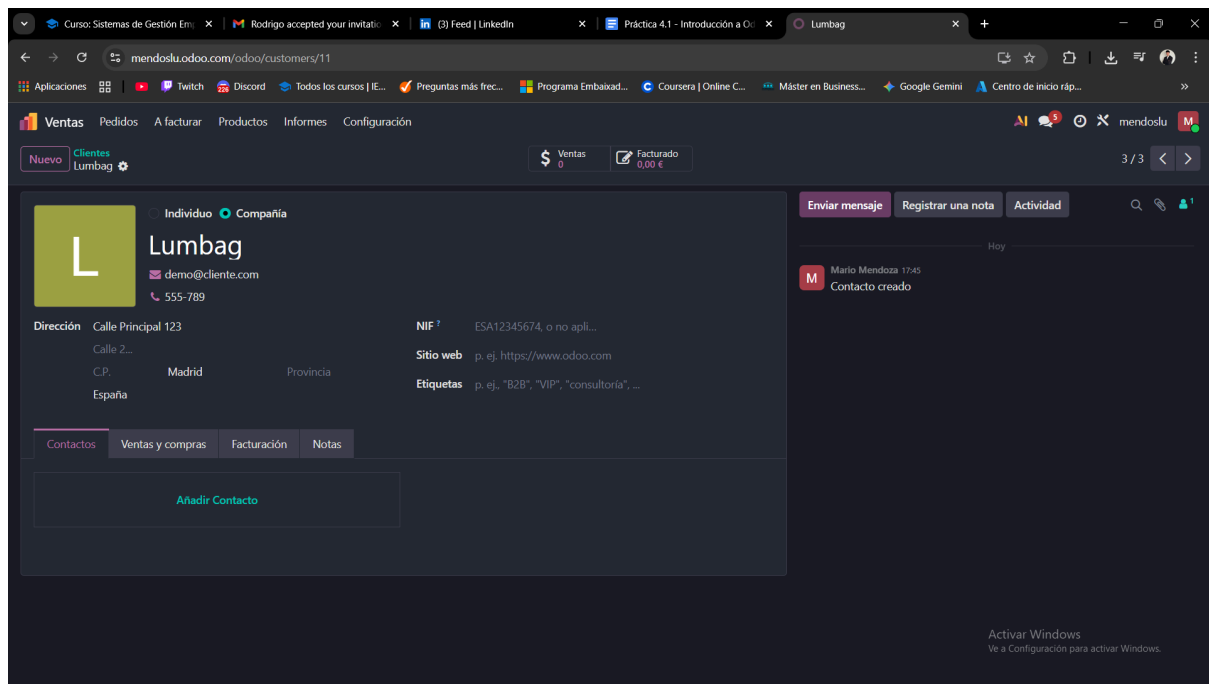 Curso: Sistemas de Gestión Emp
Rodrigo accepted your invitatio
(3) Feed | LinkedIn
Práctica 4.1 - Introducción a Od
Lumbag
mendoslu.odoo.com/odoo/customers/11
Aplicaciones
Twitch
226
Discord
Todos los cursos | IE...
Preguntas más frec...
Programa Embaixad...
Coursera | Online C...
Máster en Business...
Google Gemini
Centro de inicio ráp...
Ventas Pedidos A facturar Productos Informes Configuración
AI 5 mendoslu M
Nuevo
Clientes
Lumbag
Ventas
0
Facturado
0,00 €
3 / 3
L
Individuo Compañía
Lumbag
demo@cliente.com
555-789
Dirección Calle Principal 123
Calle 2...
C.P. Madrid Provincia
España
NIF ? ESA12345674, o no apli...
Sitio web p. ej. https://www.odoo.com
Etiquetas p. ej., "B2B", "VIP", "consultoría", ...
Contactos Ventas y compras Facturación Notas
Añadir Contacto
Enviar mensaje Registrar una nota Actividad 1
Hoy
M
Mario Mendoza 17:45
Contacto creado
Activar Windows
Ve a Configuración para activar Windows.